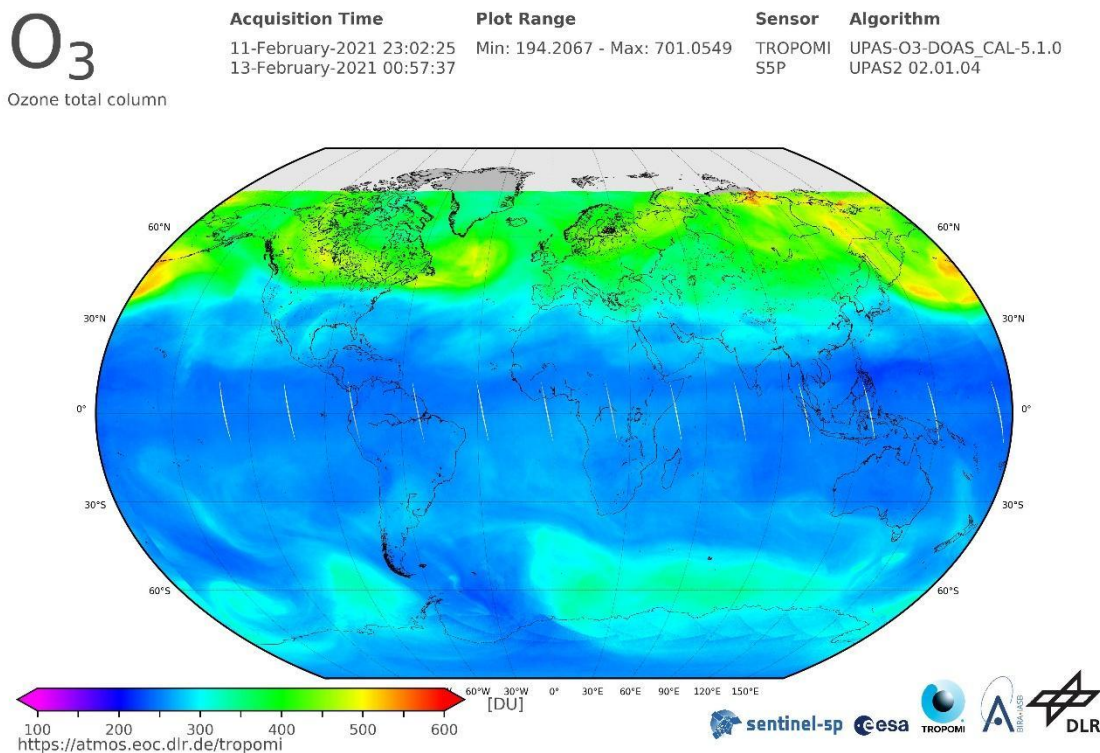 O3
Ozone total column
Acquisition Time
11-February-2021 23:02:25
13-February-2021 00:57:37
Plot Range
Min: 194.2067 - Max: 701.0549
Sensor
TROPOMI
S5P
Algorithm
UPAS-O3-DOAS_CAL-5.1.0
UPAS2 02.01.04
60°N
60°N
30°N
30°N
0°
0°
30°S
30°S
60°S
60°S
60°W 30°W 0° 30°E 60°E 90°E 120°E 150°E
[DU]
100 200 300 400 500 600
https://atmos.eoc.dlr.de/tropomi
sentinel-5p
esa
TROPOMI
BIRA-IASB
DLR